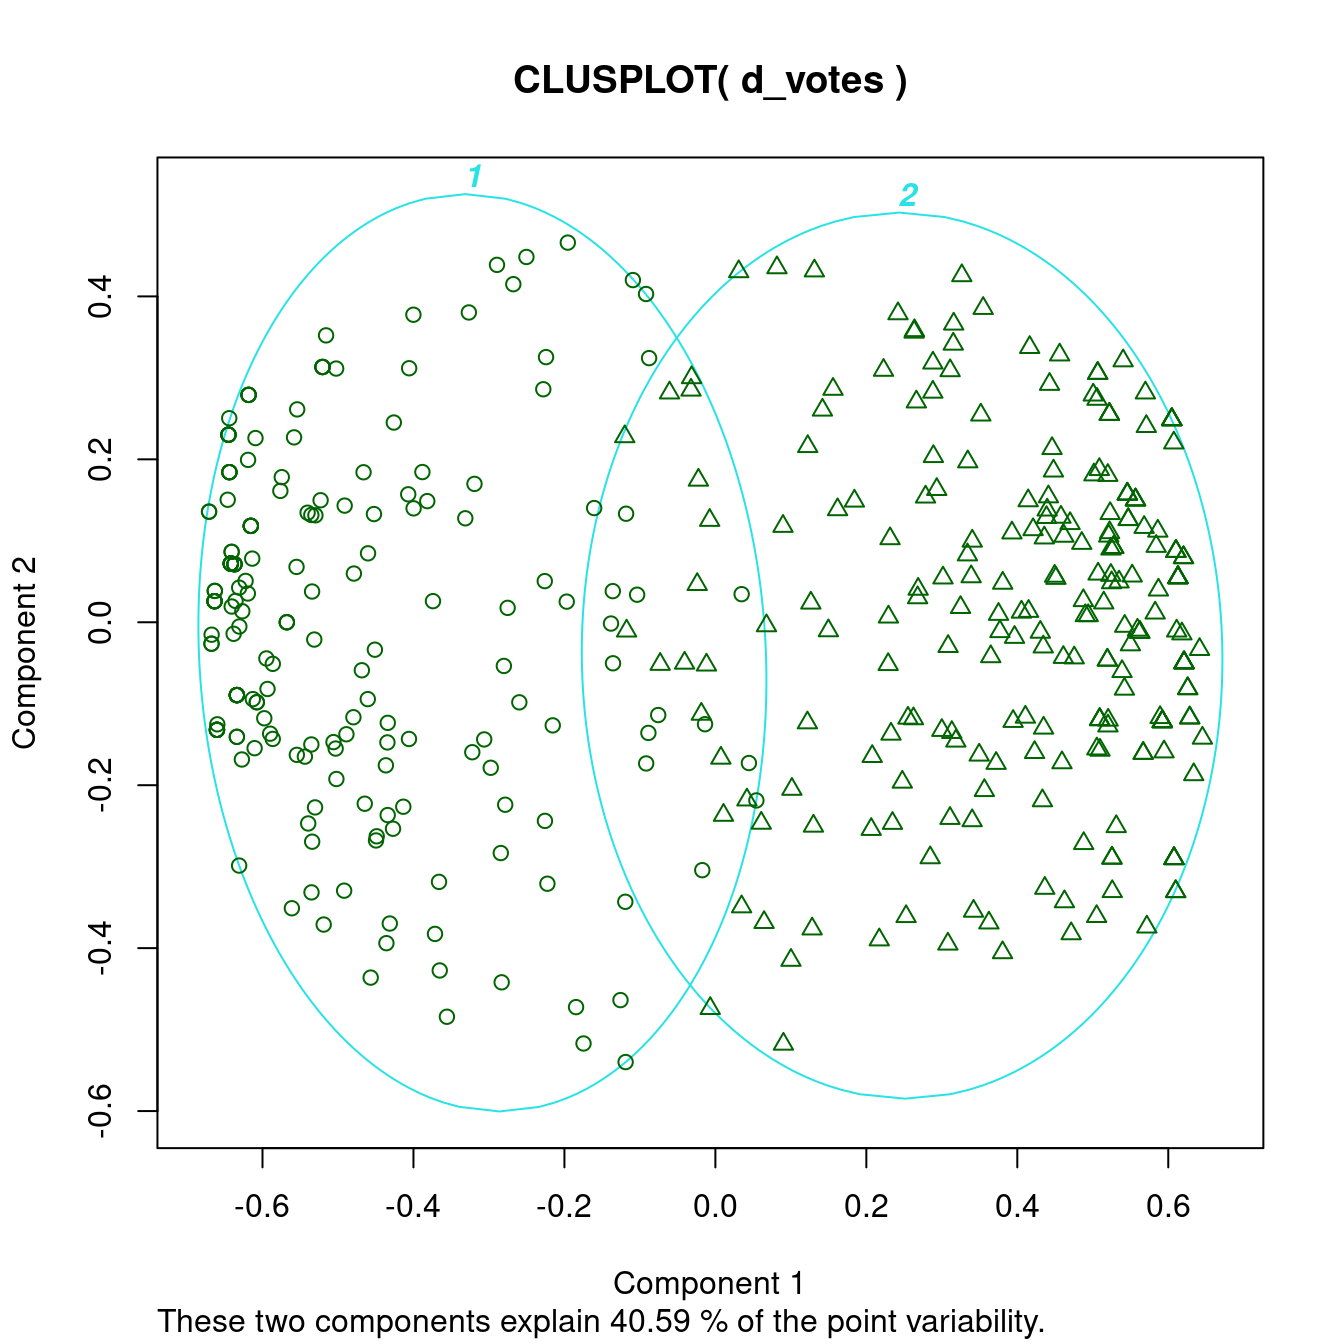 CLUSPLOT( d_votes )
1
2
Component 2
0.4
0.2
0.0
-0.2
-0.4
-0.6
-0.6 -0.4 -0.2 0.0 0.2 0.4 0.6
Component 1
These two components explain 40.59 % of the point variability.